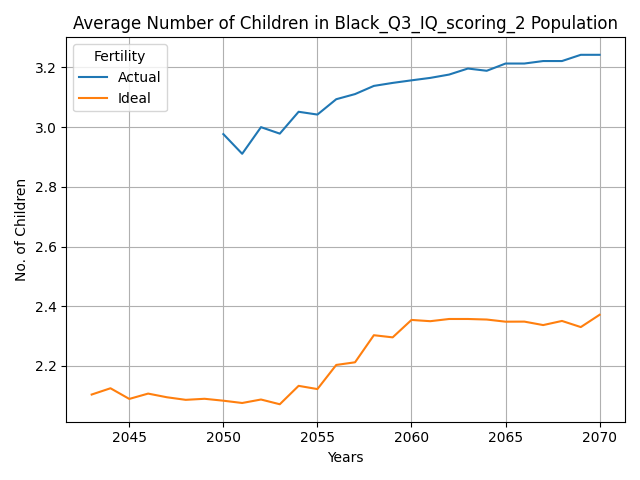 Average Number of Children in Black_Q3_IQ_scoring_2 Population
Fertility
Actual
Ideal
No. of Children
3.2
3.0
2.8
2.6
2.4
2.2
2045 2050 2055 2060 2065 2070
Years